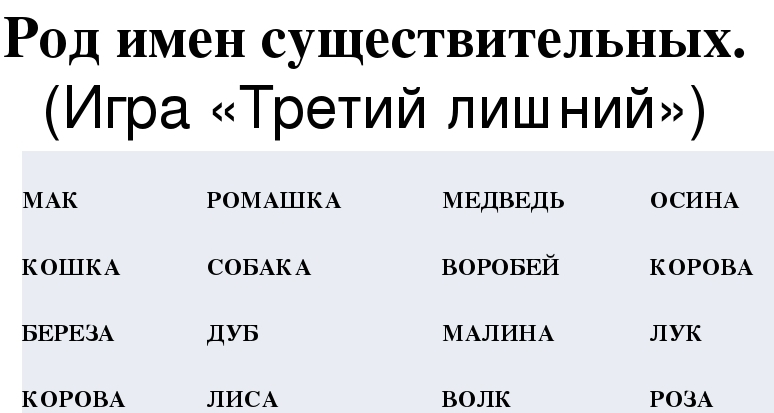 Род имен существительных.
(Игра «Третий лишний»)
МАК РОМАШКА МЕДВЕДЬ ОСИНА
КОШКА СОБАКА ВОРОБЕЙ КОРОВА
БЕРЕЗА ДУБ МАЛИНА ЛУК
КОРОВА ЛИСА ВОЛК РОЗА